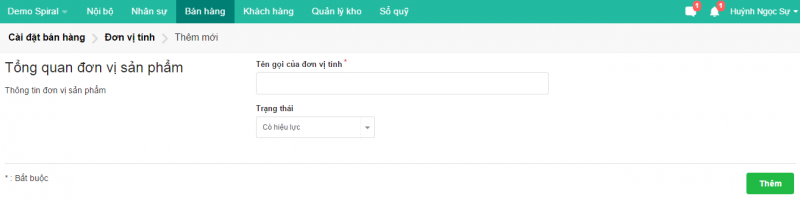 Demo Spiral Nội bộ Nhân sự Bán hàng Khách hàng Quản lý kho Sổ quỹ 1 1 Huỳnh Ngọc Sự
Cài đặt bán hàng Đơn vị tính Thêm mới
Tổng quan đơn vị sản phẩm
Thông tin đơn vị sản phẩm
Tên gọi của đơn vị tính *
Trạng thái
Có hiệu lực
* : Bắt buộc
Thêm